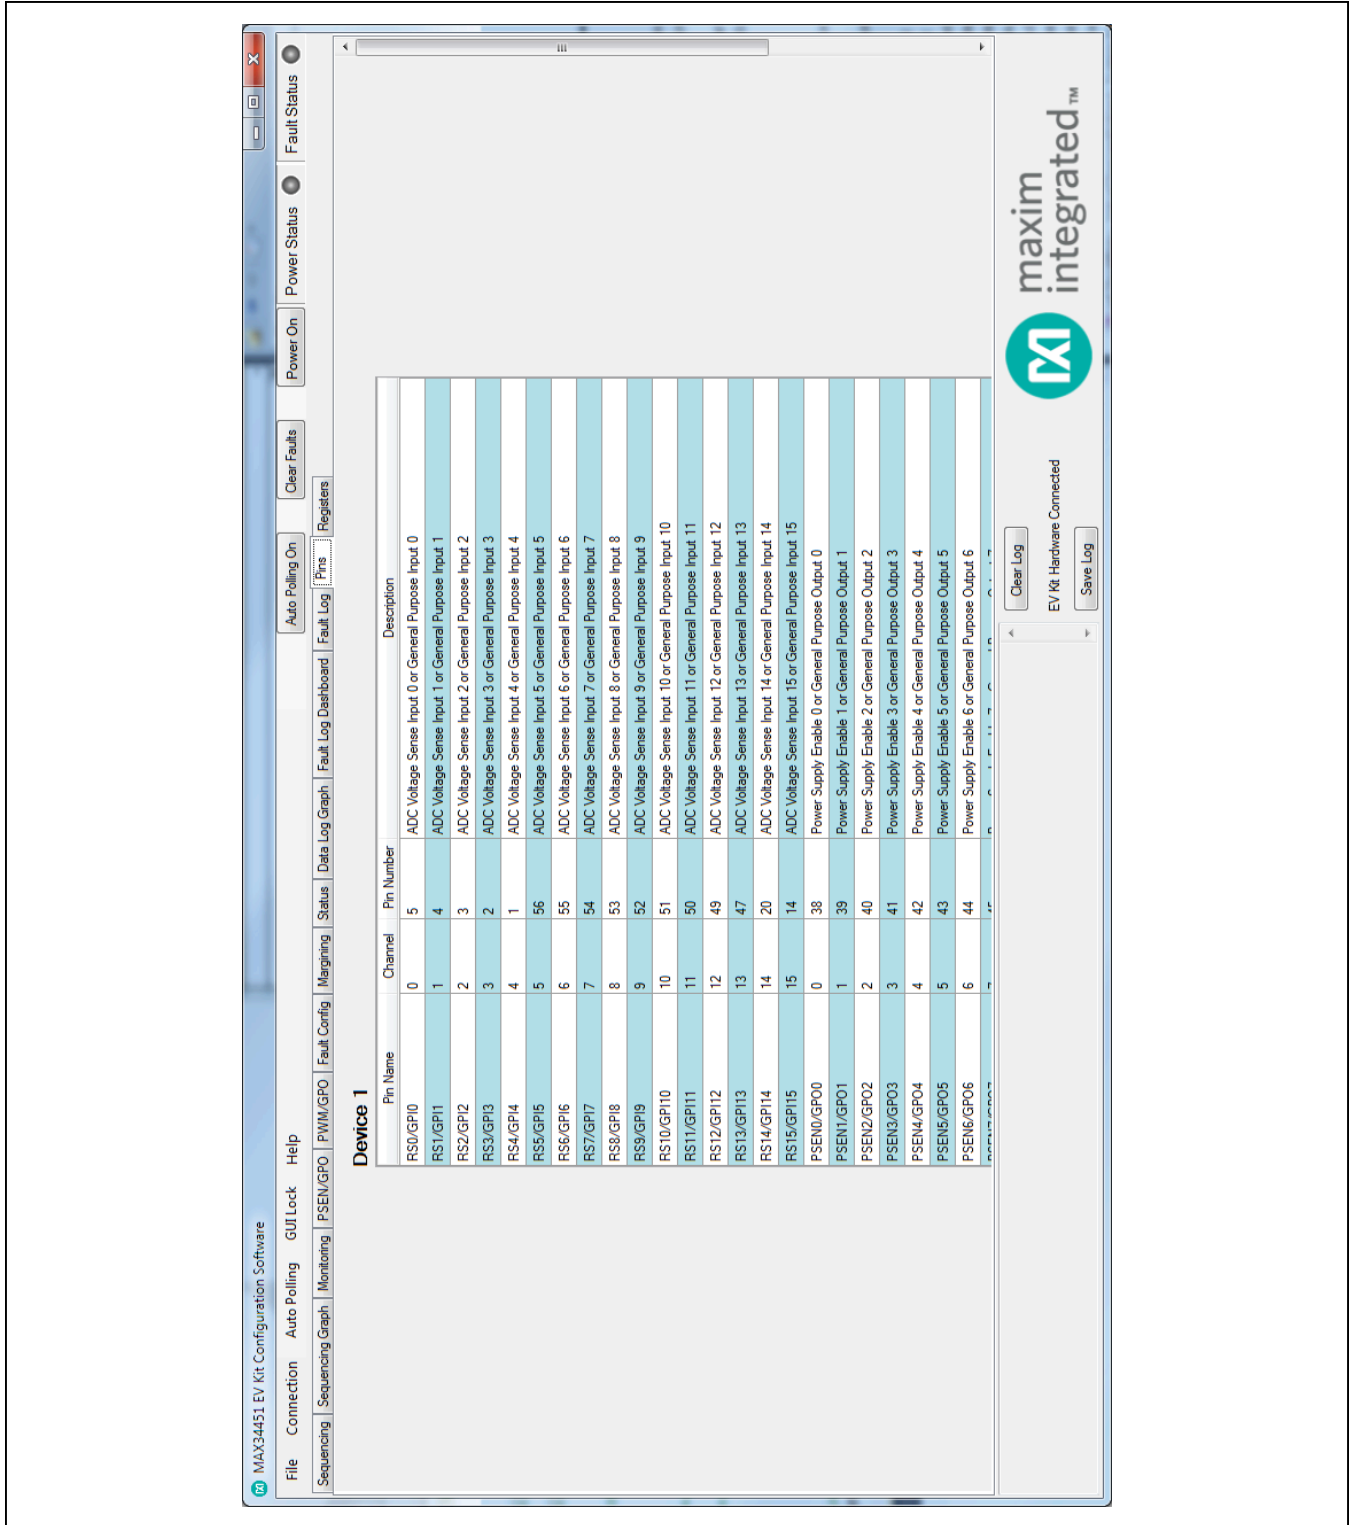 MAX34451 EV Kit Configuration Software
File Connection Auto Polling GUI Lock Help Auto Polling On Clear Faults Power On Power Status Fault Status
Sequencing Sequencing Graph Monitoring PSEN/GPO PWM/GPO Fault Config Margining Status Data Log Graph Fault Log Dashboard Fault Log Pins Registers
Device 1
Pin Name Channel Pin Number Description
RS0/GPI0 0 5 ADC Voltage Sense Input 0 or General Purpose Input 0
RS1/GPI1 1 4 ADC Voltage Sense Input 1 or General Purpose Input 1
RS2/GPI2 2 3 ADC Voltage Sense Input 2 or General Purpose Input 2
RS3/GPI3 3 2 ADC Voltage Sense Input 3 or General Purpose Input 3
RS4/GPI4 4 1 ADC Voltage Sense Input 4 or General Purpose Input 4
RS5/GPI5 5 56 ADC Voltage Sense Input 5 or General Purpose Input 5
RS6/GPI6 6 55 ADC Voltage Sense Input 6 or General Purpose Input 6
RS7/GPI7 7 54 ADC Voltage Sense Input 7 or General Purpose Input 7
RS8/GPI8 8 53 ADC Voltage Sense Input 8 or General Purpose Input 8
RS9/GPI9 9 52 ADC Voltage Sense Input 9 or General Purpose Input 9
RS10/GPI10 10 51 ADC Voltage Sense Input 10 or General Purpose Input 10
RS11/GPI11 11 50 ADC Voltage Sense Input 11 or General Purpose Input 11
RS12/GPI12 12 49 ADC Voltage Sense Input 12 or General Purpose Input 12
RS13/GPI13 13 47 ADC Voltage Sense Input 13 or General Purpose Input 13
RS14/GPI14 14 20 ADC Voltage Sense Input 14 or General Purpose Input 14
RS15/GPI15 15 14 ADC Voltage Sense Input 15 or General Purpose Input 15
PSEN0/GPO0 0 38 Power Supply Enable 0 or General Purpose Output 0
PSEN1/GPO1 1 39 Power Supply Enable 1 or General Purpose Output 1
PSEN2/GPO2 2 40 Power Supply Enable 2 or General Purpose Output 2
PSEN3/GPO3 3 41 Power Supply Enable 3 or General Purpose Output 3
PSEN4/GPO4 4 42 Power Supply Enable 4 or General Purpose Output 4
PSEN5/GPO5 5 43 Power Supply Enable 5 or General Purpose Output 5
PSEN6/GPO6 6 44 Power Supply Enable 6 or General Purpose Output 6
Clear Log
EV Kit Hardware Connected
Save Log
maxim
integrated™